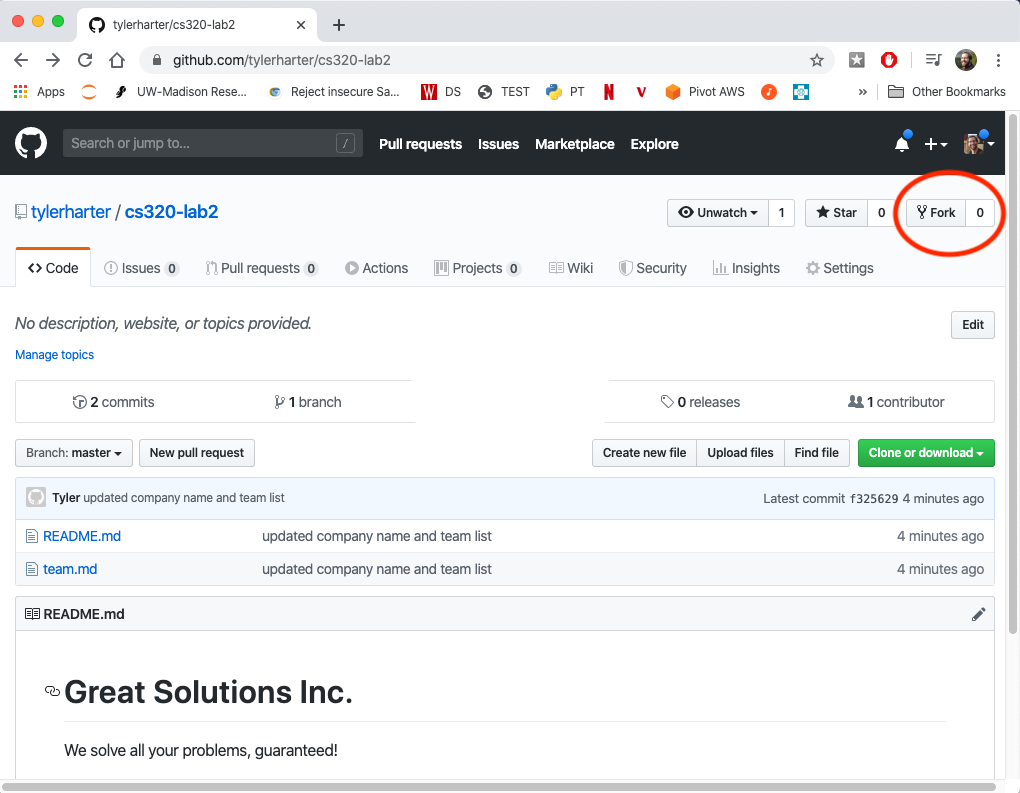 tylerharter/cs320-lab2
github.com/tylerharter/cs320-lab2
Apps UW-Madison Rese... Reject insecure Sa... W DS TEST PT N V Pivot AWS » Other Bookmarks
Search or jump to... / Pull requests Issues Marketplace Explore
tylerharter / cs320-lab2 Unwatch 1 Star 0 Fork 0
Code Issues 0 Pull requests 0 Actions Projects 0 Wiki Security Insights Settings
No description, website, or topics provided. Edit
Manage topics
2 commits 1 branch 0 releases 1 contributor
Branch: master New pull request Create new file Upload files Find file Clone or download
Tyler updated company name and team list Latest commit f325629 4 minutes ago
README.md updated company name and team list 4 minutes ago
team.md updated company name and team list 4 minutes ago
README.md
Great Solutions Inc.
We solve all your problems, guaranteed!